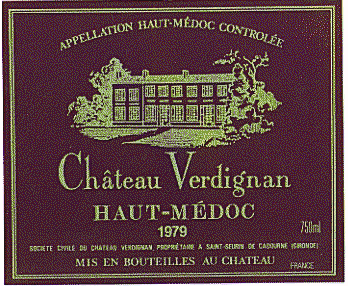 APPELLATION HAUT-MÉDOC CONTROLÉE
Château Verdignan
HAUT-MÉDOC
1979
750ml
SOCIETE CIVILE DU CHATEAU VERDIGNAN, PROPRIÉTAIRE A SAINT-SEURIN DE CADOURNE (GIRONDE)
MIS EN BOUTEILLES AU CHATEAU
FRANCE